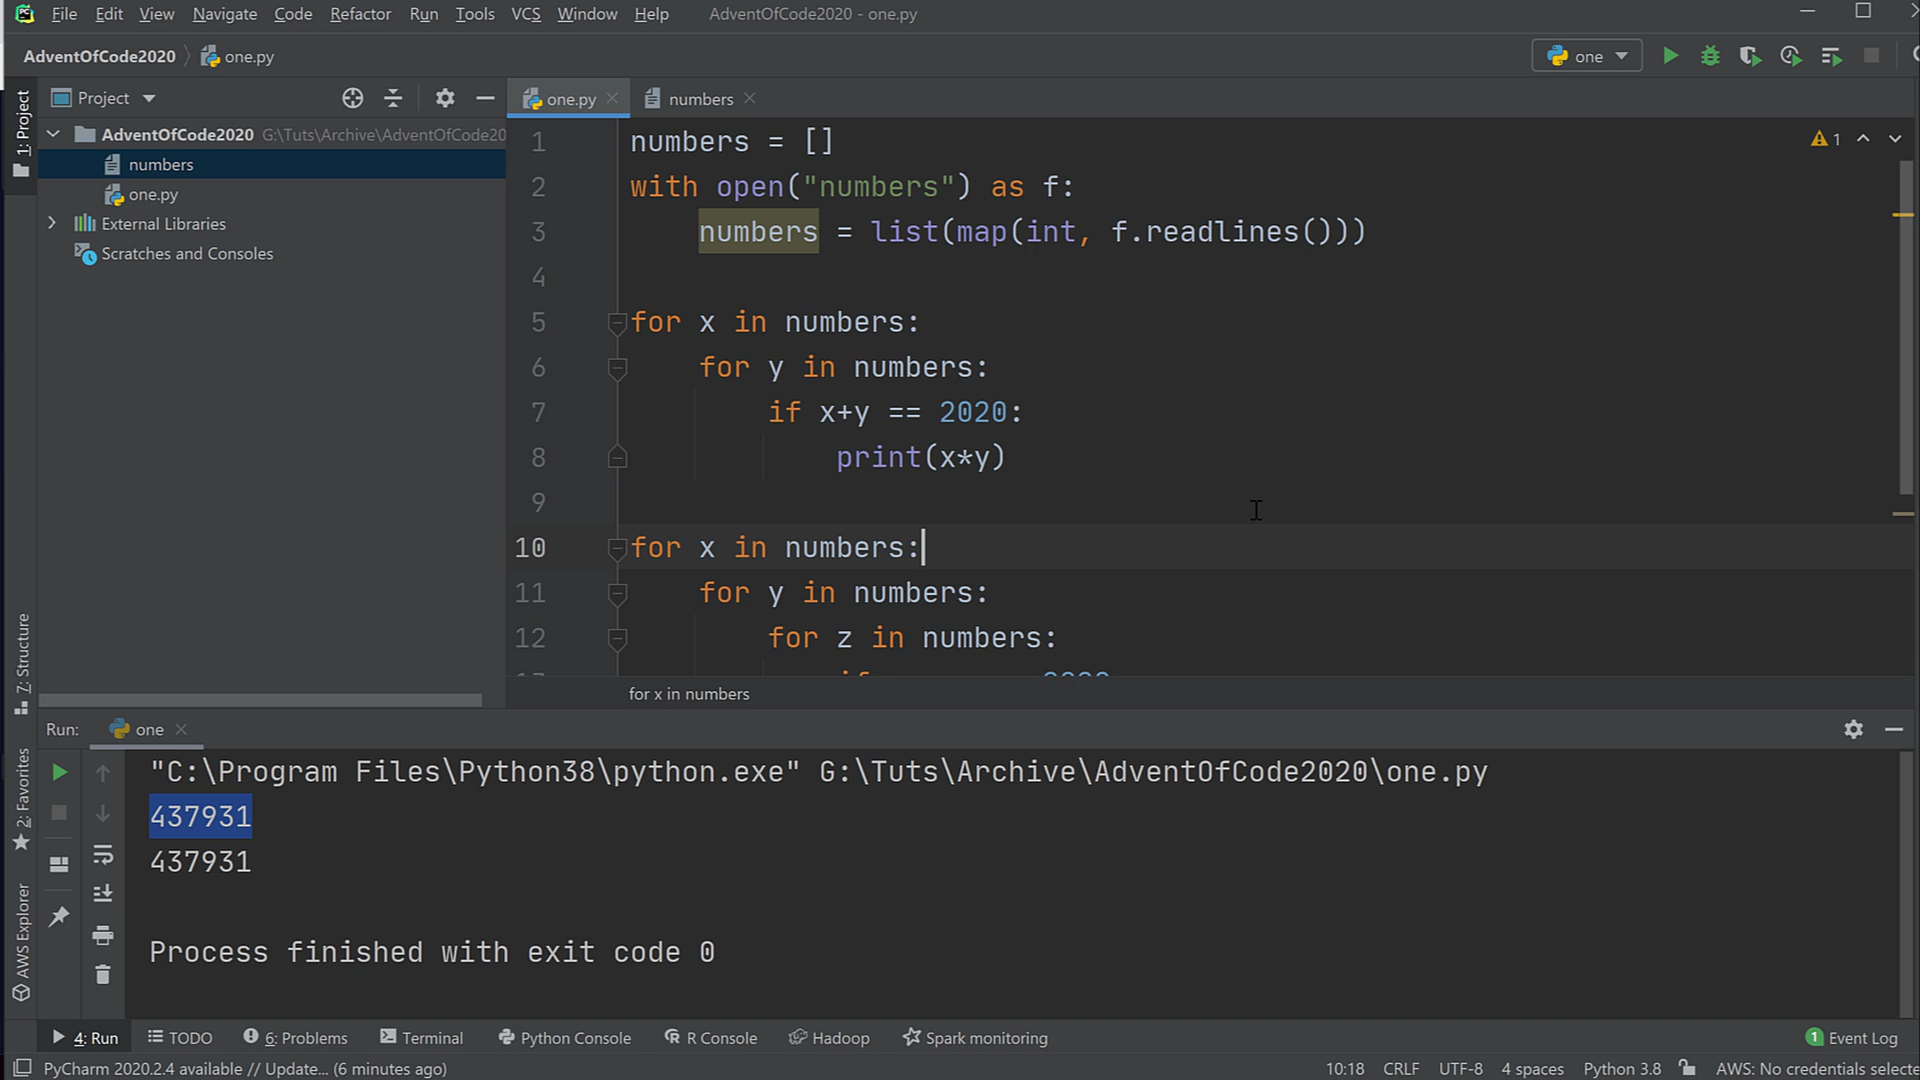 File Edit View Navigate Code Refactor Run Tools VCS Window Help AdventOfCode2020 - one.py
AdventOfCode2020 one.py one
1: Project
Project
one.py numbers
AdventOfCode2020 G:\Tuts\Archive\AdventOfCode20
numbers
one.py
External Libraries
Scratches and Consoles
1 numbers = []
2 with open("numbers") as f:
3 numbers = list(map(int, f.readlines()))
4
5 for x in numbers:
6 for y in numbers:
7 if x+y == 2020:
8 print(x*y)
9
10 for x in numbers:
11 for y in numbers:
12 for z in numbers:
1
for x in numbers
7: Structure
2: Favorites
AWS Explorer
Run: one
"C:\Program Files\Python38\python.exe" G:\Tuts\Archive\AdventOfCode2020\one.py
437931
437931
Process finished with exit code 0
4: Run TODO 6: Problems Terminal Python Console R Console Hadoop Spark monitoring 1 Event Log
PyCharm 2020.2.4 available // Update... (6 minutes ago) 10:18 CRLF UTF-8 4 spaces Python 3.8 AWS: No credentials selecte